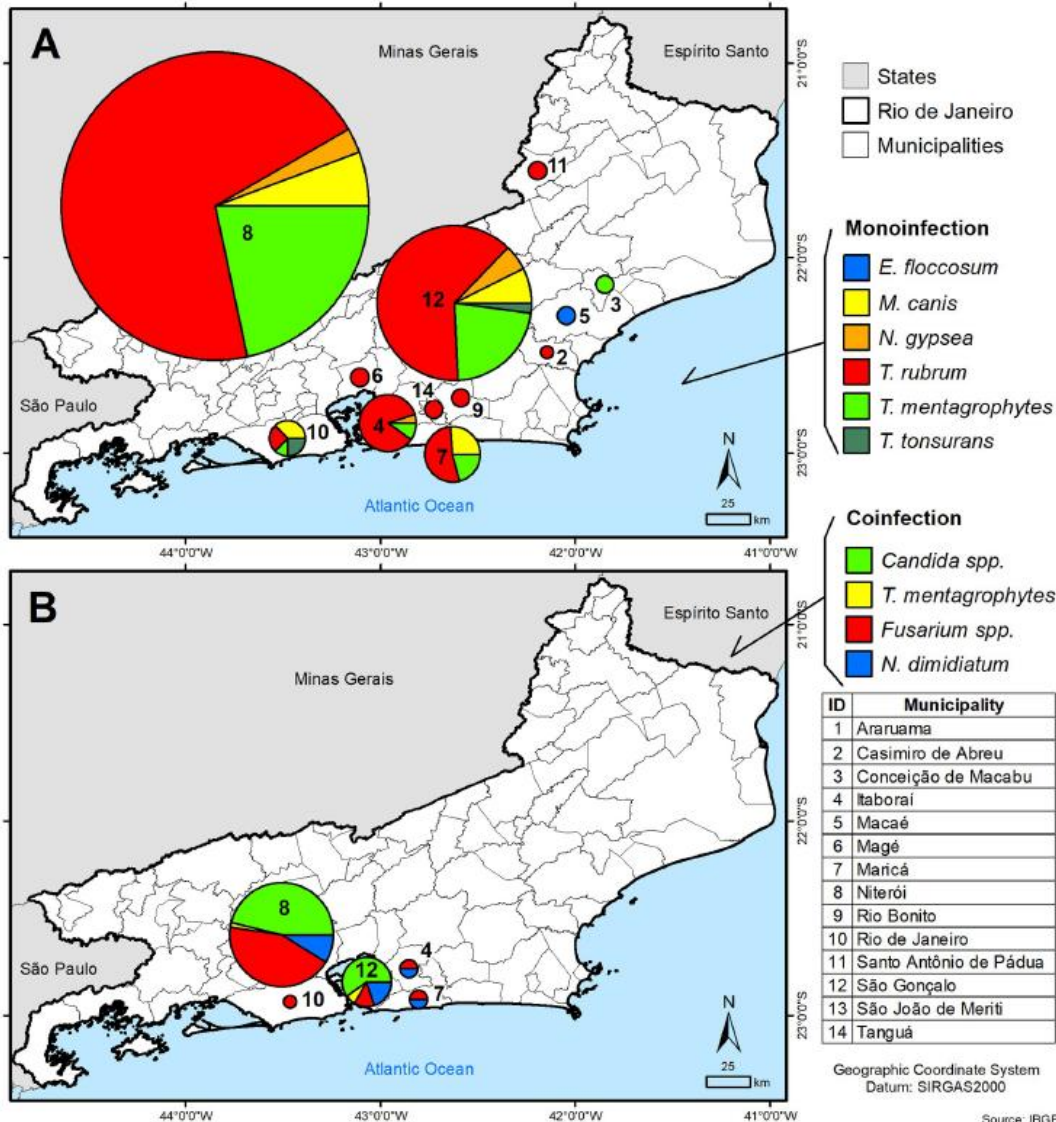 A
Minas Gerais
Espírito Santo
São Paulo
Atlantic Ocean
8
12
11
3
5
2
6
14
9
4
10
7
N
25
km
21°0'0"S
22°0'0"S
23°0'0"S
44°0'0"W
43°0'0"W
42°0'0"W
41°0'0"W
States
Rio de Janeiro
Municipalities
Monoinfection
E. floccosum
M. canis
N. gypsea
T. rubrum
T. mentagrophytes
T. tonsurans
Coinfection
Candida spp.
T. mentagrophytes
Fusarium spp.
N. dimidiatum
B
Minas Gerais
Espírito Santo
São Paulo
Atlantic Ocean
8
12
4
10
7
N
25
km
21°0'0"S
22°0'0"S
23°0'0"S
44°0'0"W
43°0'0"W
42°0'0"W
41°0'0"W
ID Municipality
1 Araruama
2 Casimiro de Abreu
3 Conceição de Macabu
4 Itaboraí
5 Macaé
6 Magé
7 Maricá
8 Niterói
9 Rio Bonito
10 Rio de Janeiro
11 Santo Antônio de Pádua
12 São Gonçalo
13 São João de Meriti
14 Tanguá
Geographic Coordinate System
Datum: SIRGAS2000
Source: IBGE